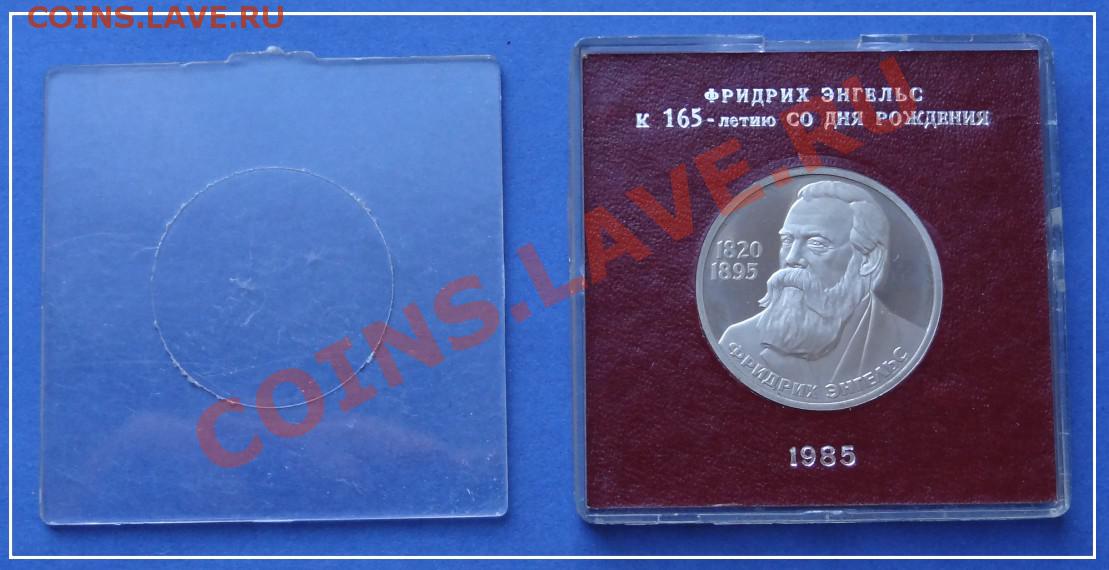 COINS.LAVE.RU
ФРИДРИХ ЭНГЕЛЬС
К 165-летию СО ДНЯ РОЖДЕНИЯ
COINS.LAVE.RU
1820
1895
ФРИДРИХ ЭНГЕЛЬС
1985